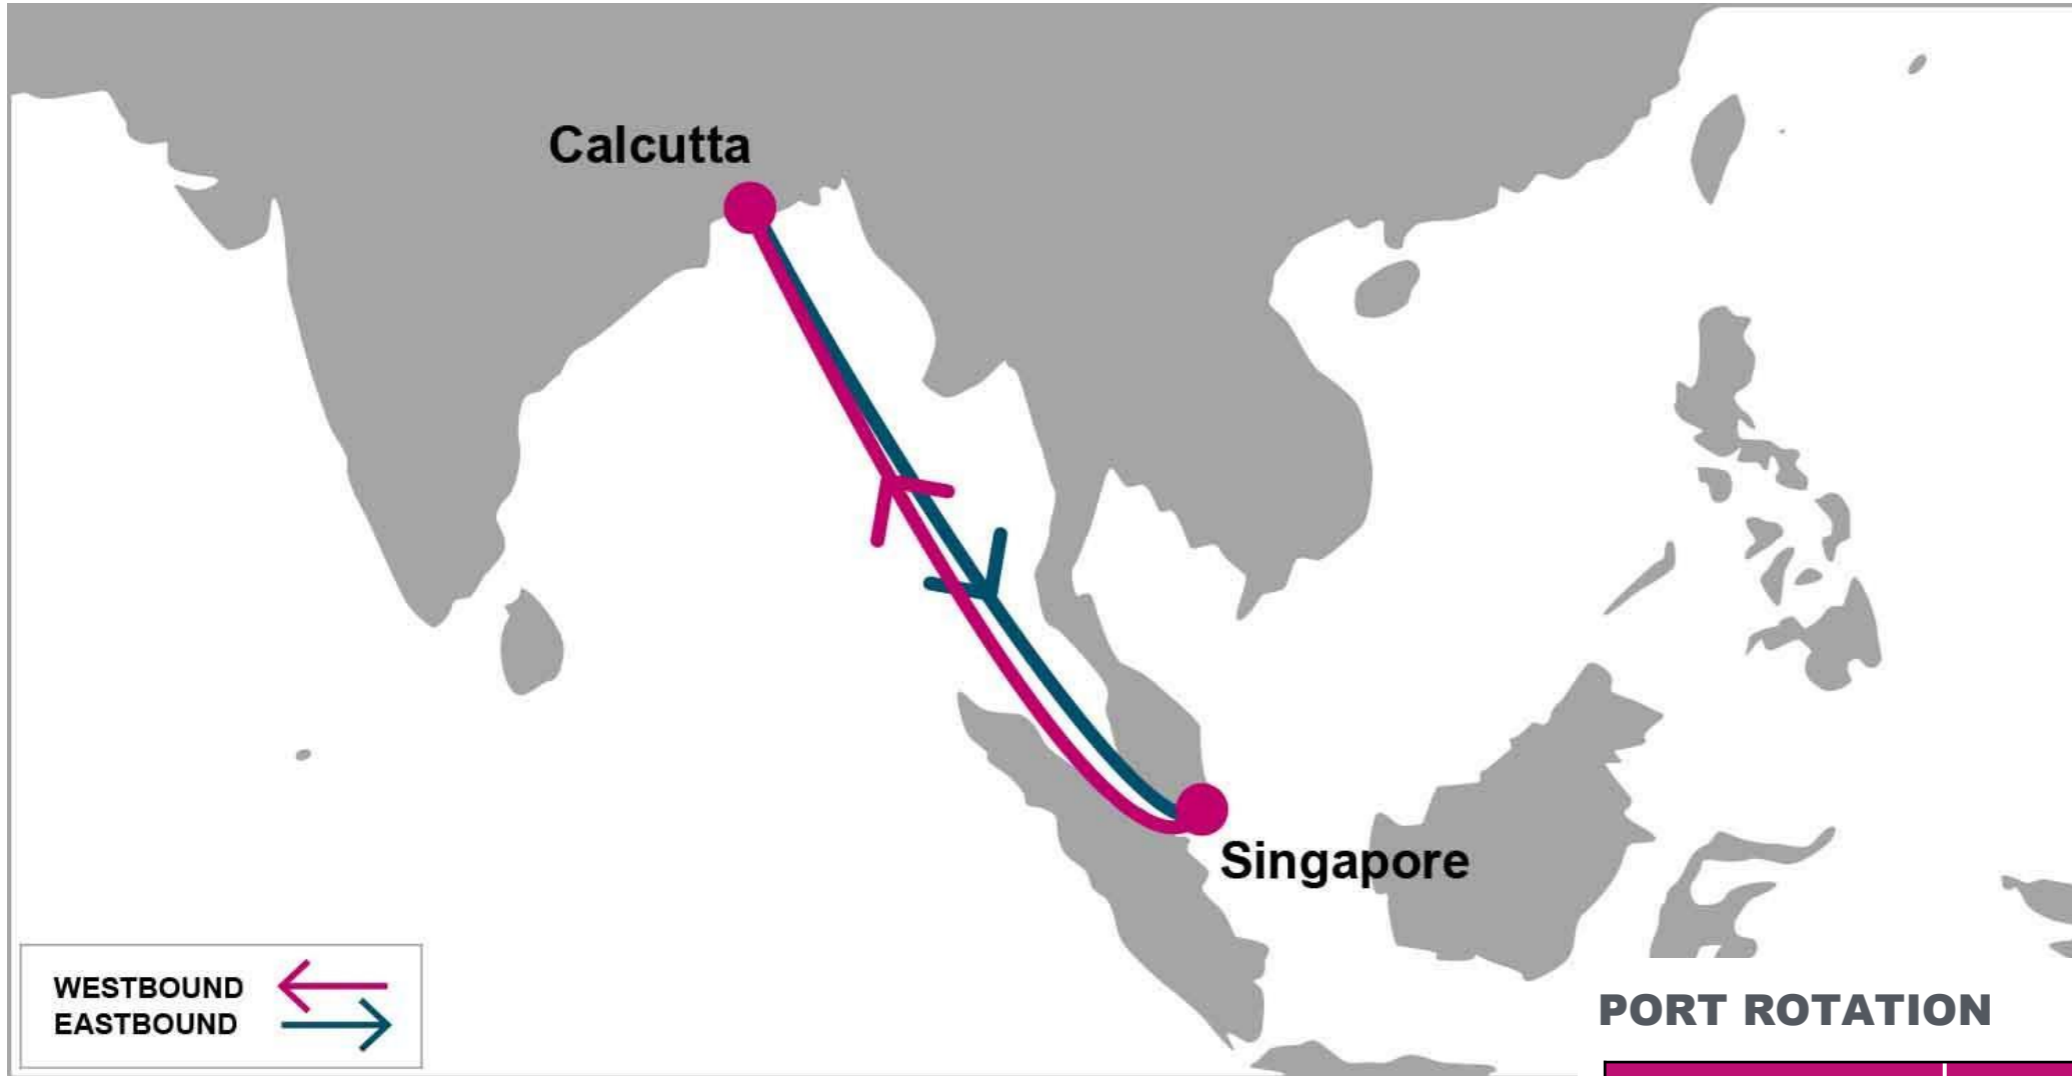 Calcutta
Singapore
WESTBOUND
EASTBOUND
PORT ROTATION